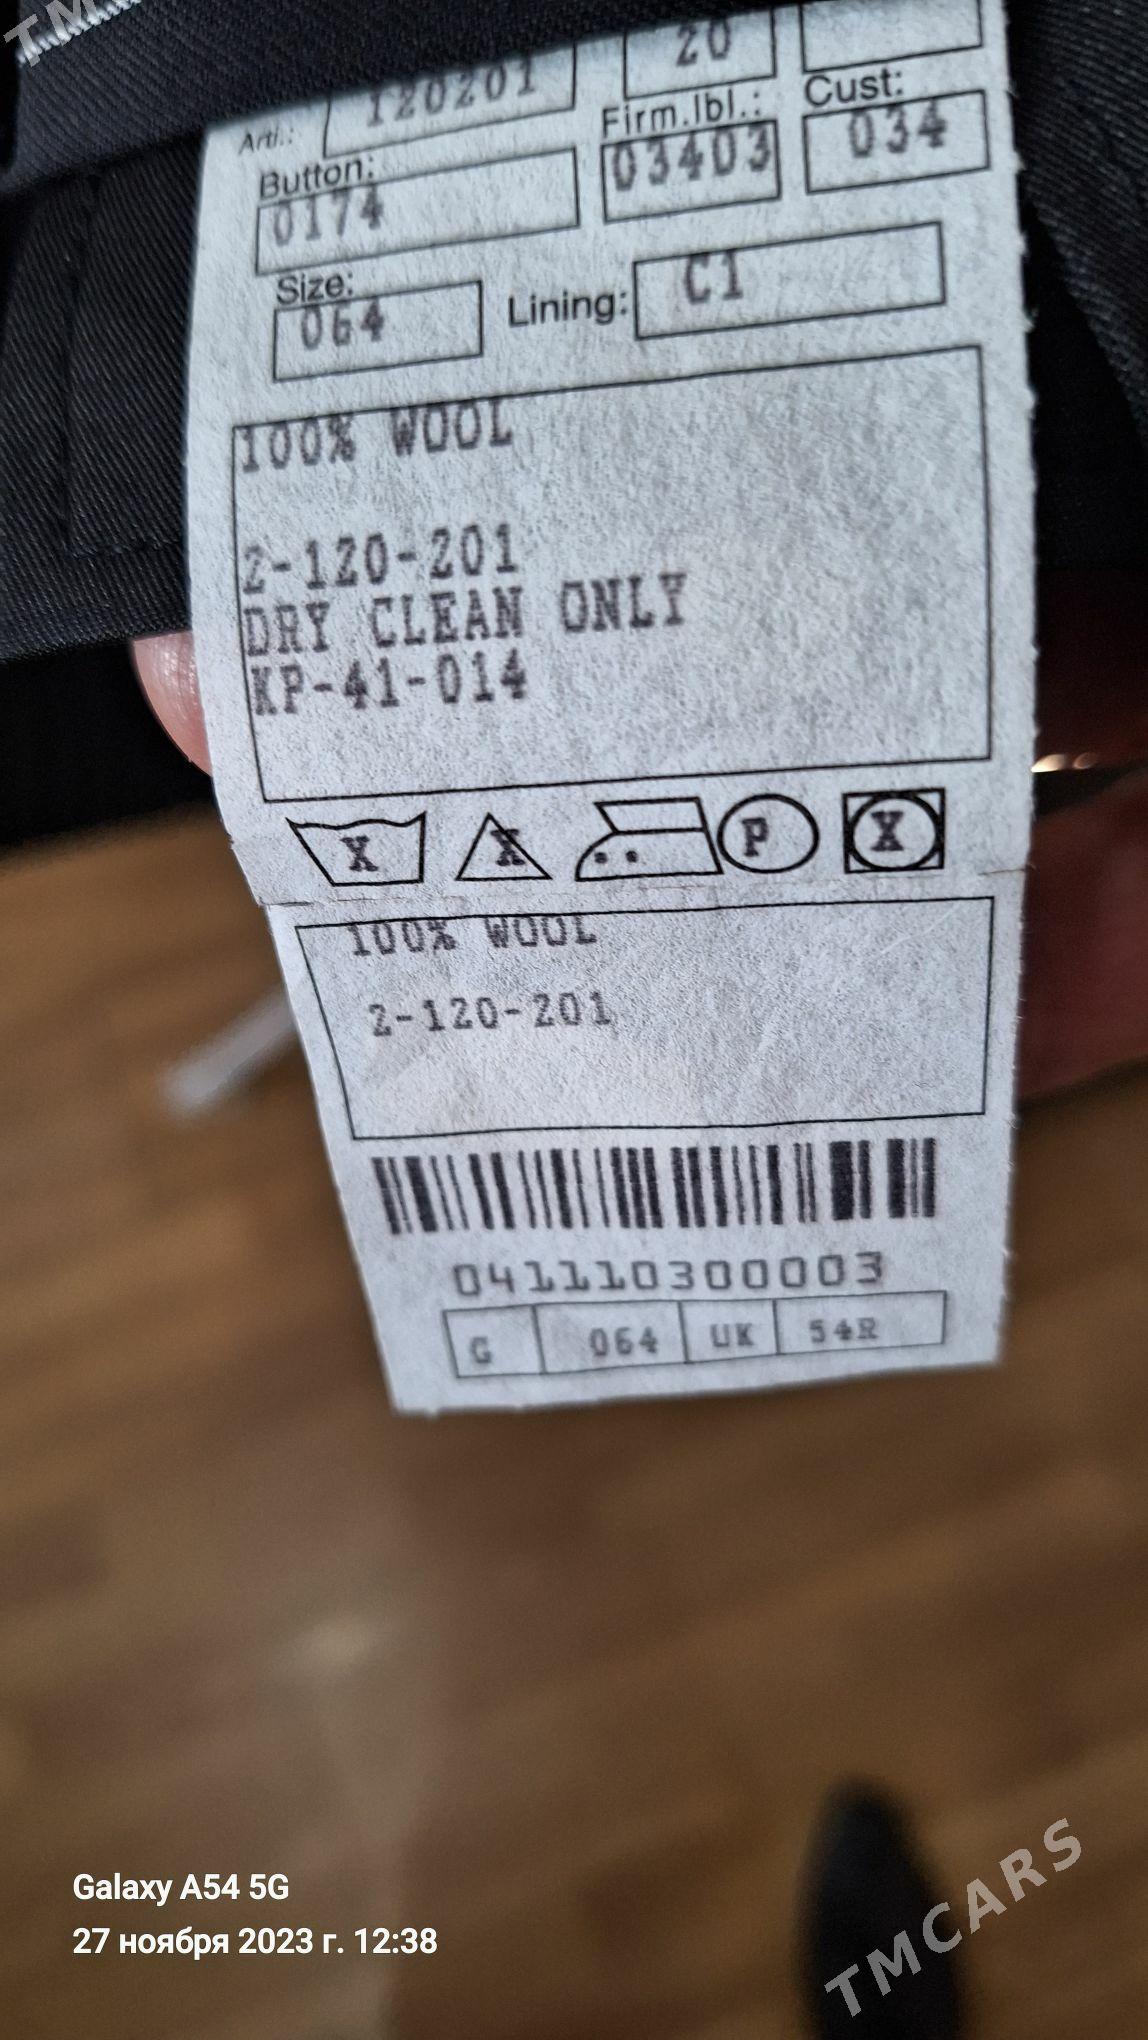 TM
120201
20
Arti.:
Firm.lbl.:
Cust:
Button:
03403
034
0174
Size:
064
Lining:
C1
100% WOOL
2-120-201
DRY CLEAN ONLY
KP-41-014
X X P X
100% WOOL
2-120-201
041110300003
G 064 UK 54R
Galaxy A54 5G
27 ноября 2023 г. 12:38
TMCARS